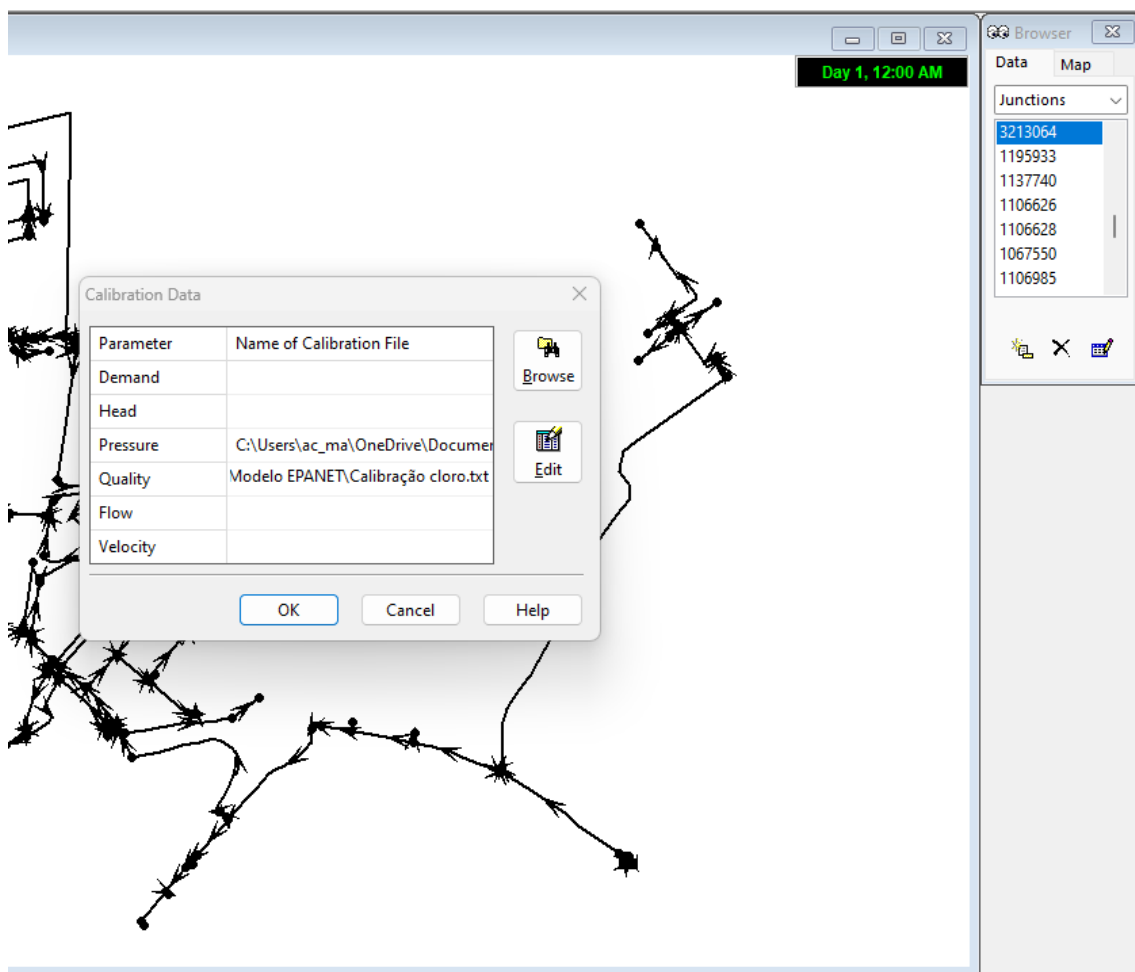 Browser
Day 1, 12:00 AM
Data Map
Junctions
3213064
1195933
1137740
1106626
1106628
1067550
1106985
Calibration Data
Parameter Name of Calibration File
Demand
Head
Pressure C:\Users\ac_ma\OneDrive\Documen
Quality Modelo EPANET\Calibração cloro.txt
Flow
Velocity
Browse
Edit
OK Cancel Help